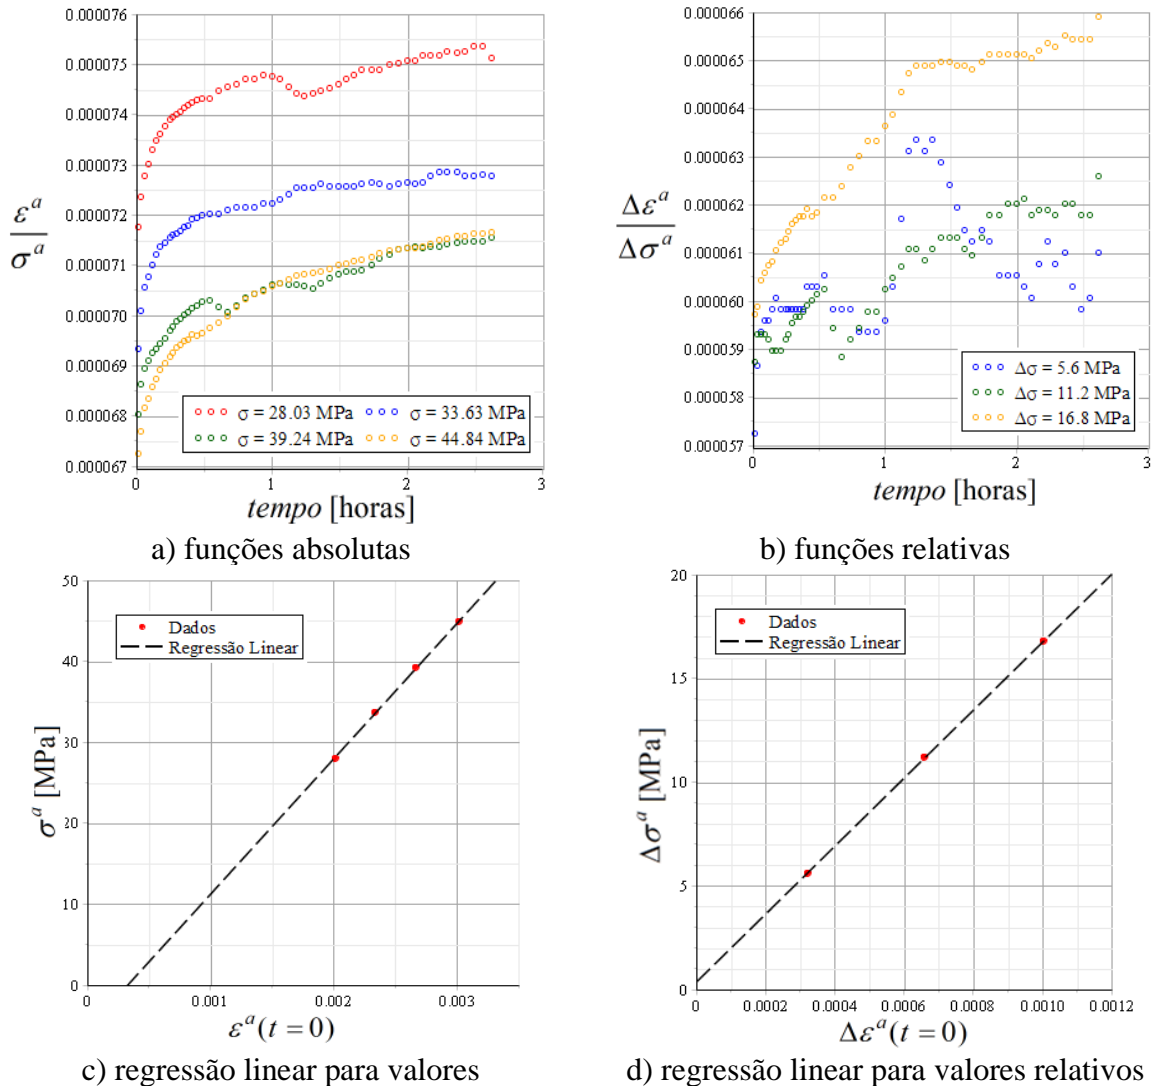 0.000076
0.000075
0.000074
0.000073
0.000072
0.000071
0.000070
0.000069
0.000068
0.000067
ε^a
σ^a
σ = 28.03 MPa
σ = 33.63 MPa
σ = 39.24 MPa
σ = 44.84 MPa
0 1 2 3
tempo [horas]
a) funções absolutas
0.000066
0.000065
0.000064
0.000063
0.000062
0.000061
0.000060
0.000059
0.000058
0.000057
Δε^a
Δσ^a
Δσ = 5.6 MPa
Δσ = 11.2 MPa
Δσ = 16.8 MPa
0 1 2 3
tempo [horas]
b) funções relativas
50
40
30
20
10
0
σ^a [MPa]
Dados
Regressão Linear
0 0.001 0.002 0.003
ε^a(t = 0)
c) regressão linear para valores
20
15
10
5
0
Δσ^a [MPa]
Dados
Regressão Linear
0 0.0002 0.0004 0.0006 0.0008 0.0010 0.0012
Δε^a(t = 0)
d) regressão linear para valores relativos